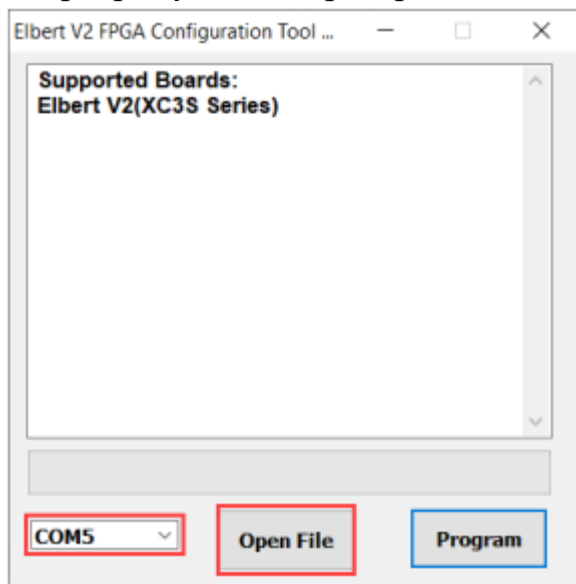 Elbert V2 FPGA Configuration Tool ...
Supported Boards:
Elbert V2(XC3S Series)
COM5
Open File
Program